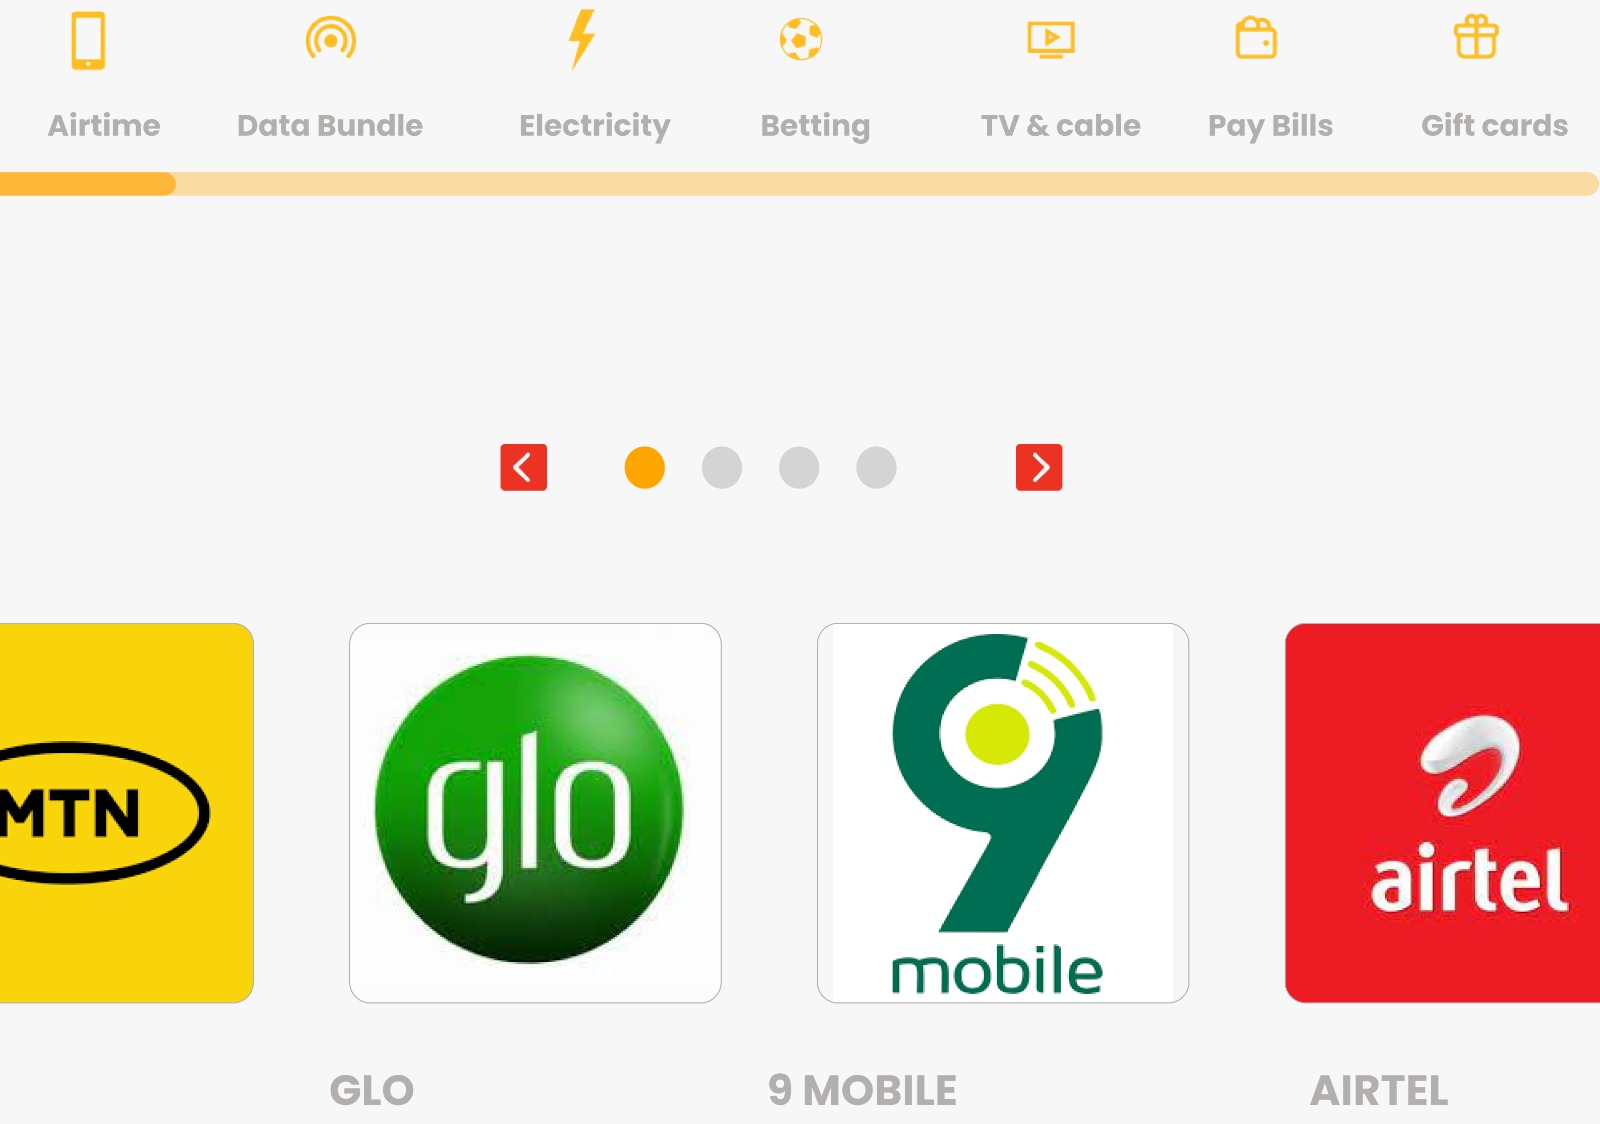 Airtime Data Bundle Electricity Betting TV & cable Pay Bills Gift cards
MTN glo 9 mobile airtel
GLO 9 MOBILE AIRTEL